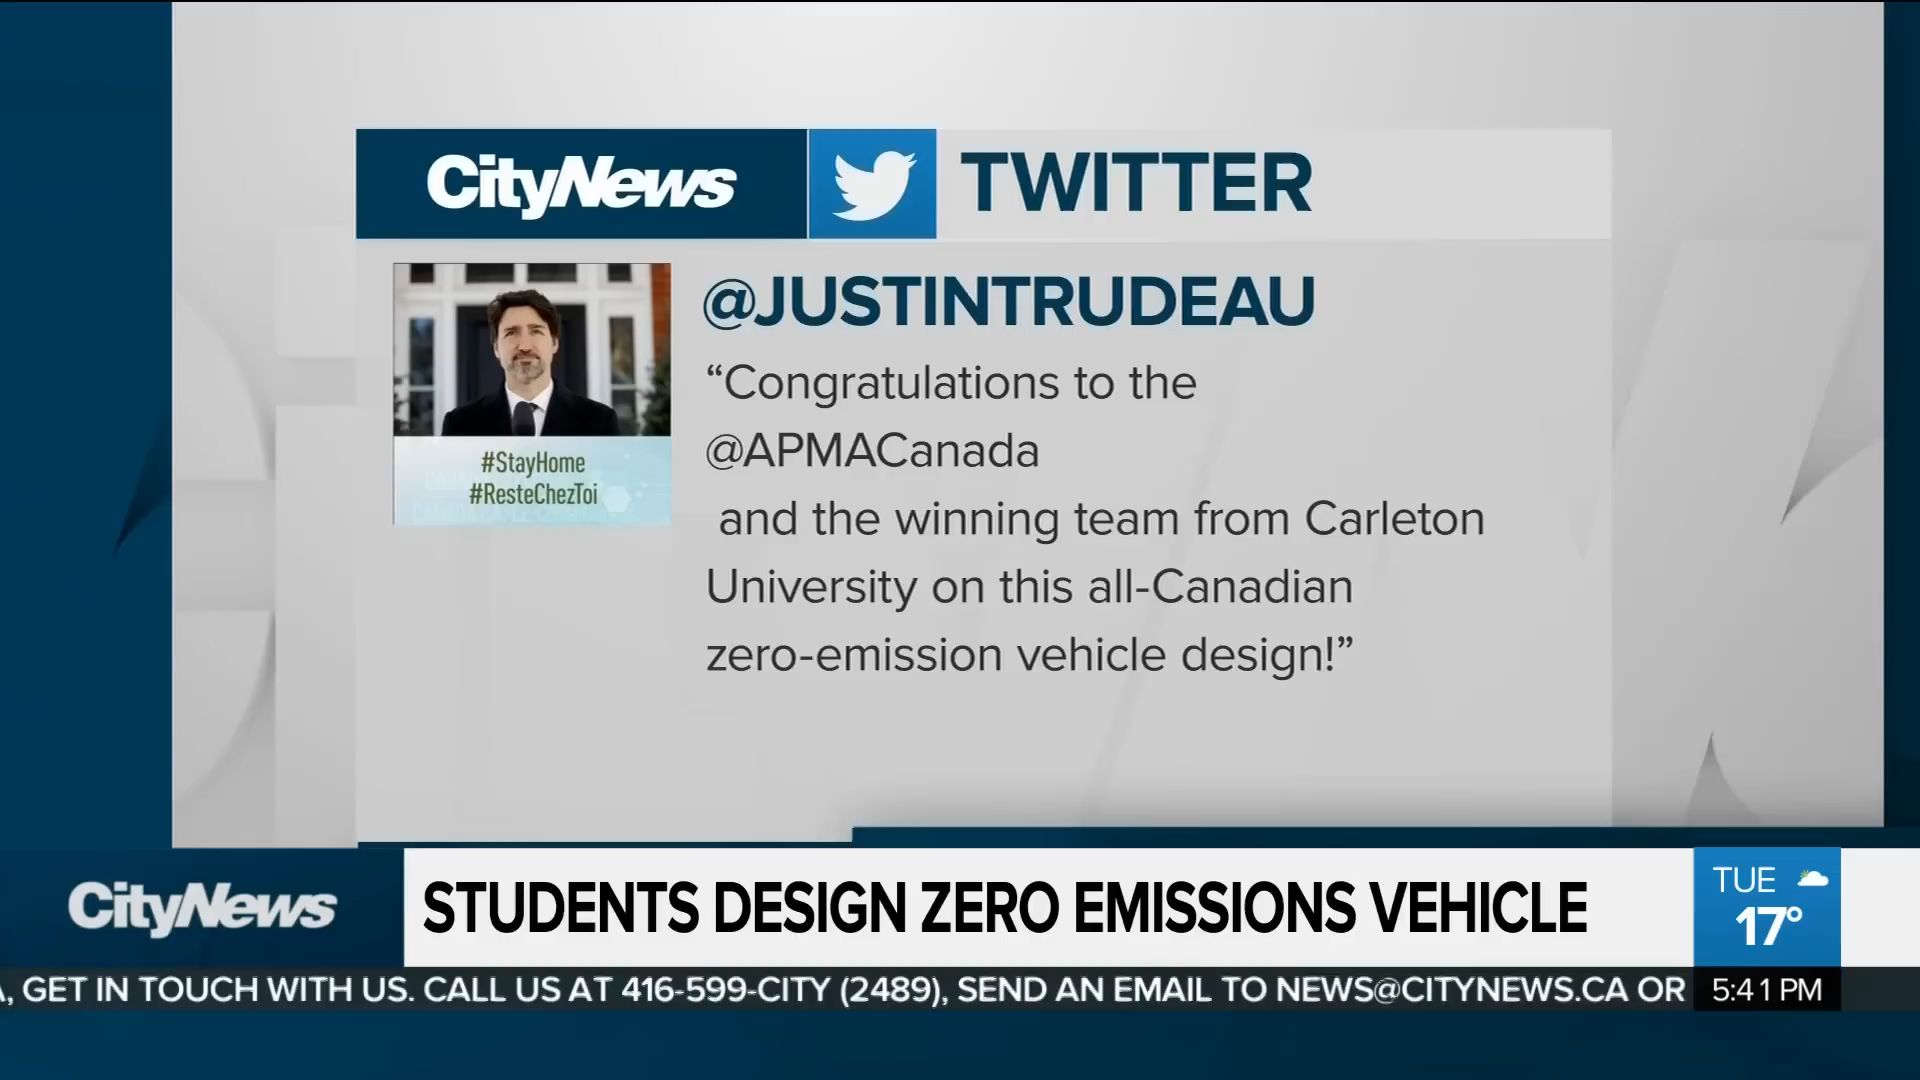 CityNews TWITTER
@JUSTINTRUDEAU
“Congratulations to the
@APMACanada
and the winning team from Carleton
University on this all-Canadian
zero-emission vehicle design!”
#StayHome
#ResteChezToi
CityNews
STUDENTS DESIGN ZERO EMISSIONS VEHICLE
TUE
17°
, GET IN TOUCH WITH US. CALL US AT 416-599-CITY (2489), SEND AN EMAIL TO NEWS@CITYNEWS.CA OR
5:41 PM